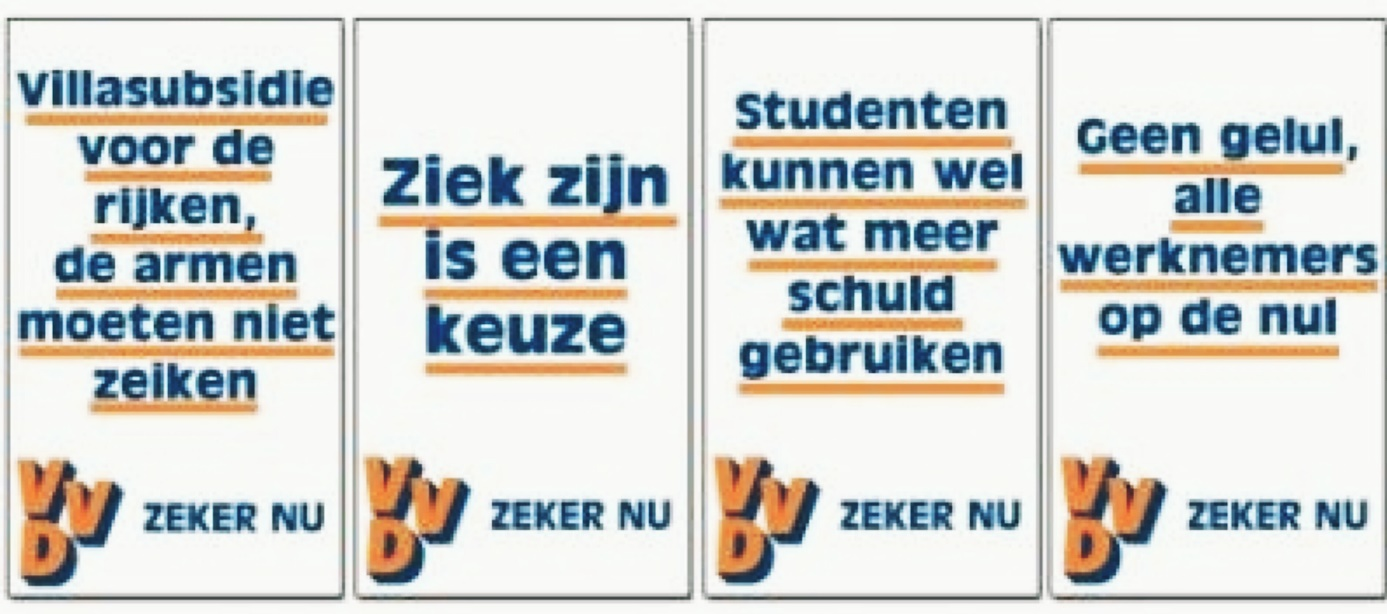 Villasubsidie
voor de
rijken,
de armen
moeten niet
zeiken
VVD ZEKER NU
Ziek zijn
is een
keuze
VVD ZEKER NU
Studenten
kunnen wel
wat meer
schuld
gebruiken
VVD ZEKER NU
Geen gelul,
alle
werknemers
op de nul
VVD ZEKER NU